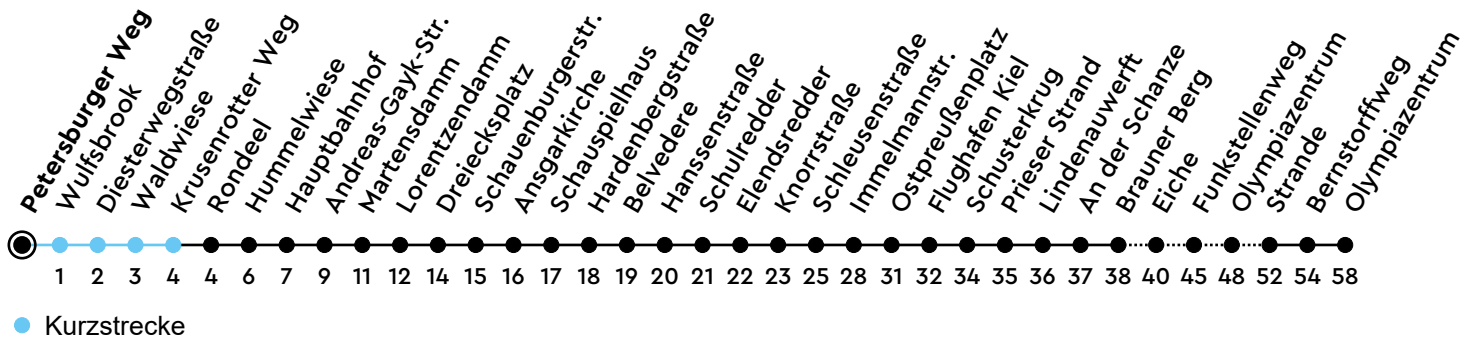 Petersburger Weg
Wulfsbrook
Diesterwegstraße
Waldwiese
Krusenrotter Weg
Rondeel
Hummelwiese
Hauptbahnhof
Andreas-Gayk-Str.
Martensdamm
Lorentzendamm
Dreiecksplatz
Schauenburgerstr.
Ansgarkirche
Schauspielhaus
Hardenbergstraße
Belvedere
Hanssenstraße
Schulredder
Elendsredder
Knorrstraße
Schleusenstraße
Immelmannstr.
Ostpreußenplatz
Flughafen Kiel
Schusterkrug
Prieser Strand
Lindenauwerft
An der Schanze
Brauner Berg
Eiche
Funkstellenweg
Olympiazentrum
Strande
Bernstorffweg
Olympiazentrum
1 2 3 4 4 6 7 9 11 12 14 15 16 17 18 19 20 21 22 23 25 28 31 32 34 35 36 37 38 40 45 48 52 54 58
Kurzstrecke